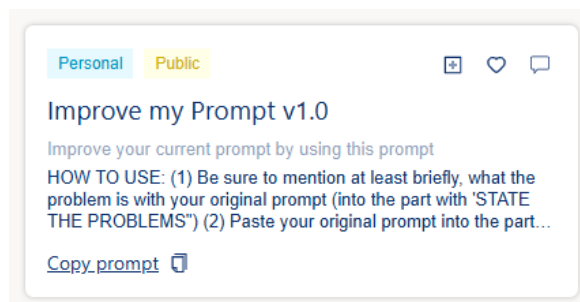 Personal Public
Improve my Prompt v1.0
Improve your current prompt by using this prompt
HOW TO USE: (1) Be sure to mention at least briefly, what the
problem is with your original prompt (into the part with 'STATE
THE PROBLEMS") (2) Paste your original prompt into the part...
Copy prompt